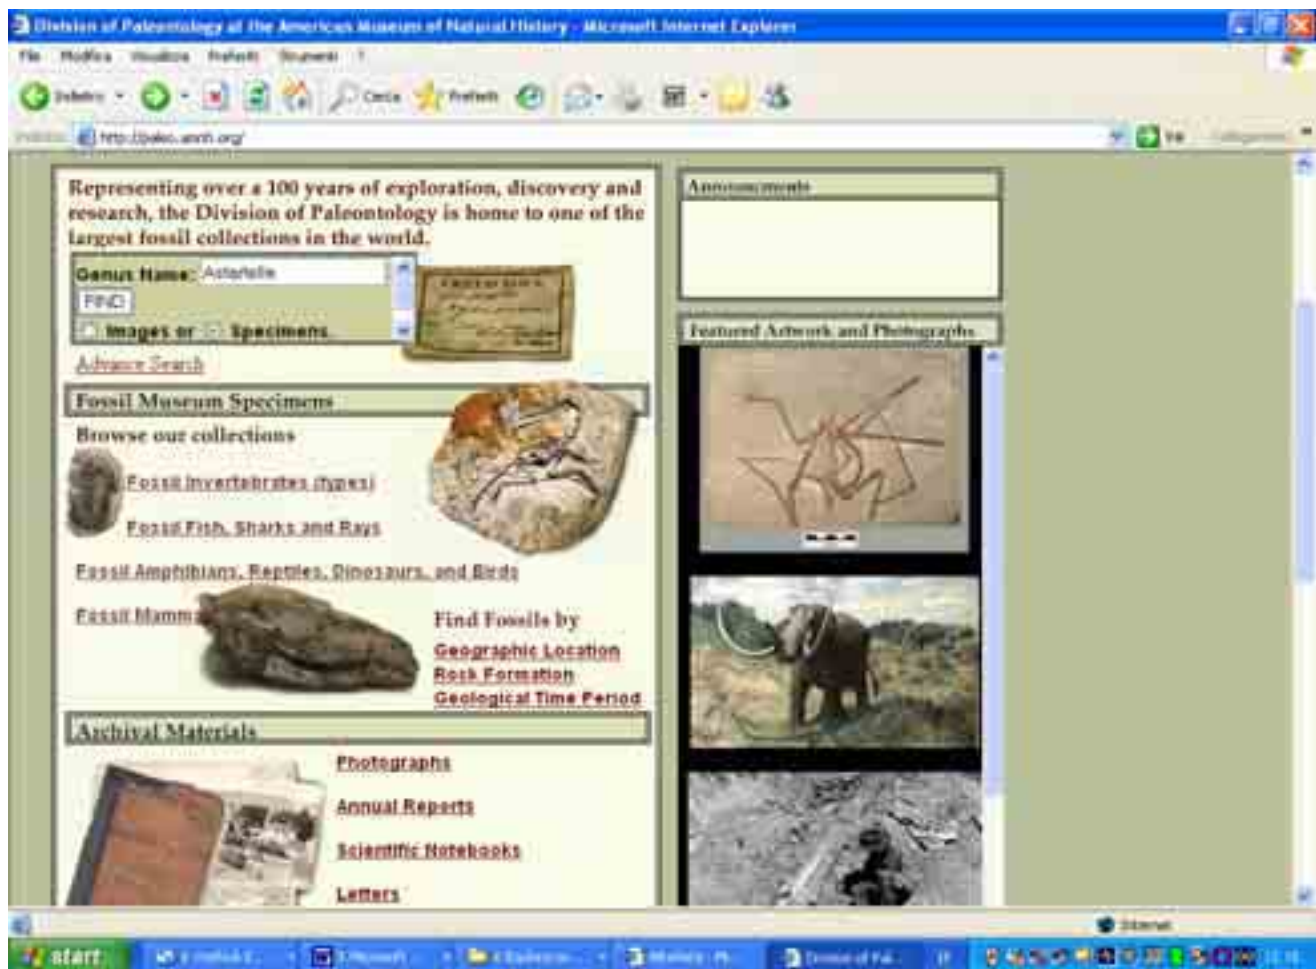 Division of Paleontology at the American Museum of Natural History - Microsoft Internet Explorer
File Modifica Visualizza Preferiti Strumenti ?
Indietro Cerca Preferiti
http://paleo.amnh.org/
Vai
Representing over a 100 years of exploration, discovery and
research, the Division of Paleontology is home to one of the
largest fossil collections in the world.
Genus Name:
FIND
Images or Specimens
Advance Search
Fossil Museum Specimens
Browse our collections
Fossil Invertebrates (types)
Fossil Fish, Sharks and Rays
Fossil Amphibians, Reptiles, Dinosaurs, and Birds
Fossil Mamma
Find Fossils by
Geographic Location
Rock Formation
Geological Time Period
Archival Materials
Photographs
Annual Reports
Scientific Notebooks
Letters
Announcements
Featured Artwork and Photographs
Internet
start